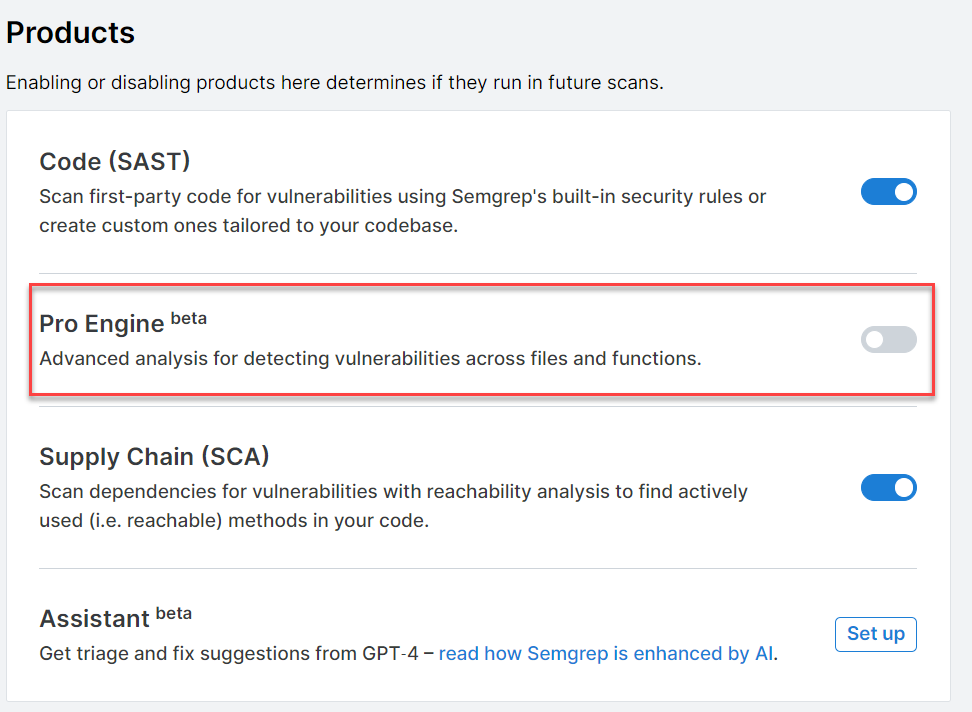 Products
Enabling or disabling products here determines if they run in future scans.
Code (SAST)
Scan first-party code for vulnerabilities using Semgrep's built-in security rules or
create custom ones tailored to your codebase.
Pro Engine beta
Advanced analysis for detecting vulnerabilities across files and functions.
Supply Chain (SCA)
Scan dependencies for vulnerabilities with reachability analysis to find actively
used (i.e. reachable) methods in your code.
Assistant beta
Get triage and fix suggestions from GPT-4 – read how Semgrep is enhanced by AI.
Set up